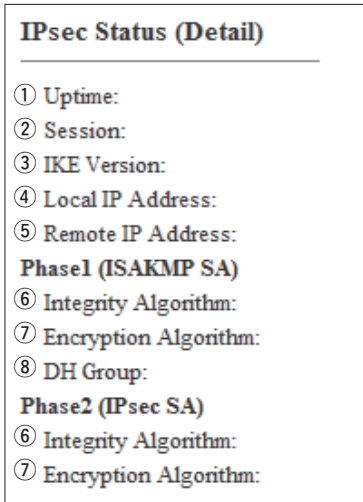 IPsec Status (Detail)
① Uptime:
② Session:
③ IKE Version:
④ Local IP Address:
⑤ Remote IP Address:
Phase1 (ISAKMP SA)
⑥ Integrity Algorithm:
⑦ Encryption Algorithm:
⑧ DH Group:
Phase2 (IPsec SA)
⑥ Integrity Algorithm:
⑦ Encryption Algorithm: